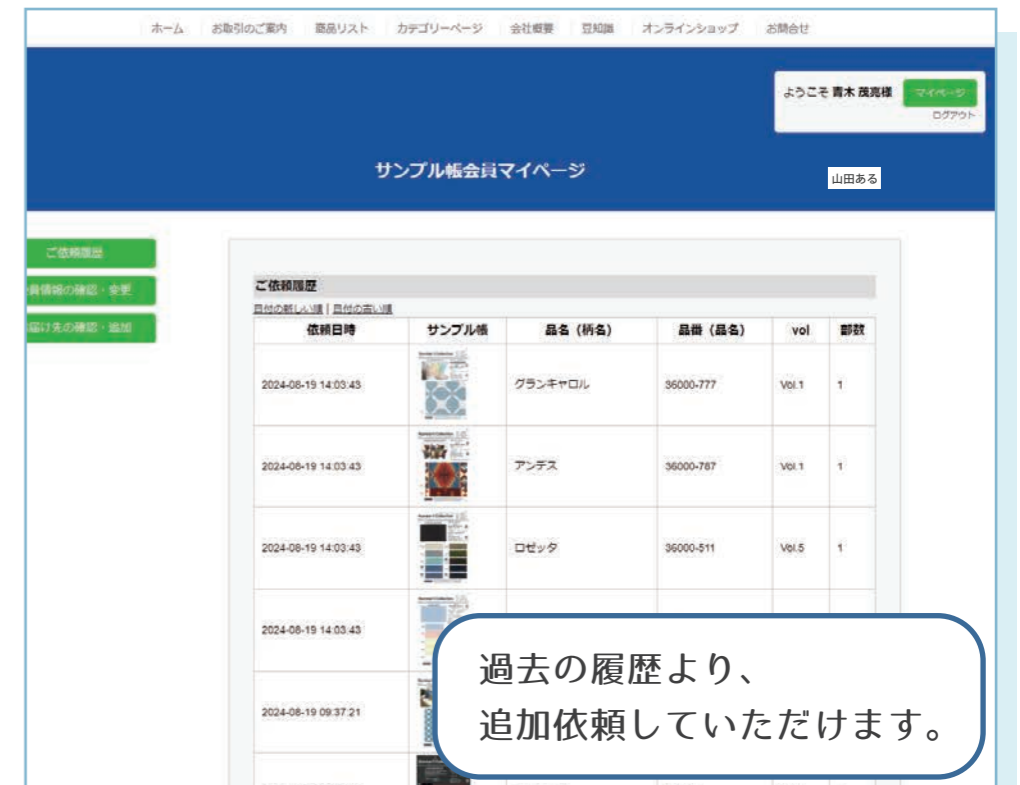 ホーム お取引のご案内 商品リスト カテゴリーページ 会社概要 豆知識 オンラインショップ お問合せ
ようこそ 青木 茂亮様 マイページ
ログアウト
サンプル帳会員マイページ
山田ある
ご依頼履歴
員情報の確認・変更
届け先の確認・追加
ご依頼履歴
日付の新しい順 | 日付の古い順
依頼日時 サンプル帳 品名（柄名） 品番（品名） vol 部数
2024-08-19 14:03:43 グランキャロル 36000-777 Vol.1 1
2024-08-19 14:03:43 アンデス 36000-787 Vol.1 1
2024-08-19 14:03:43 ロゼッタ 36000-511 Vol.5 1
2024-08-19 14:03:43
2024-08-19 09:37:21
過去の履歴より、
追加依頼していただけます。